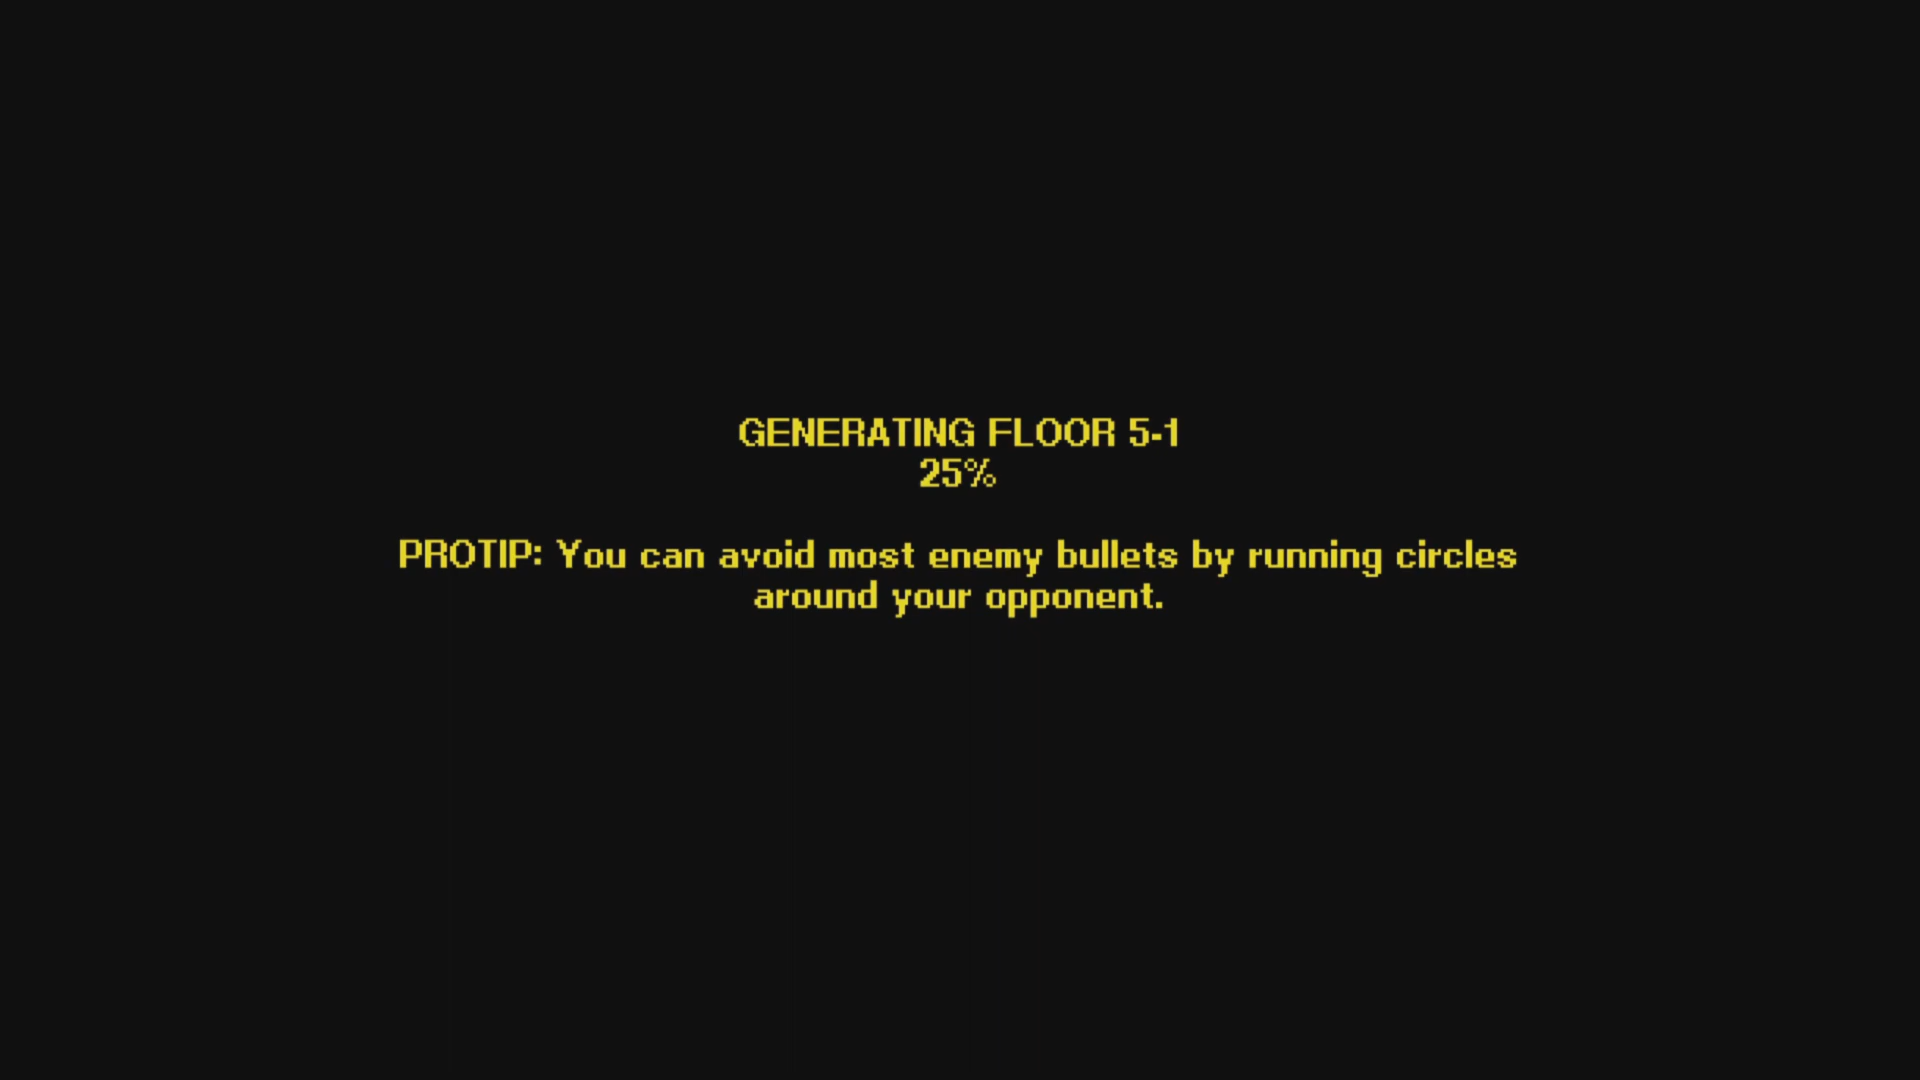 GENERATING FLOOR 5-1
25%
PROTIP: You can avoid most enemy bullets by running circles
around your opponent.